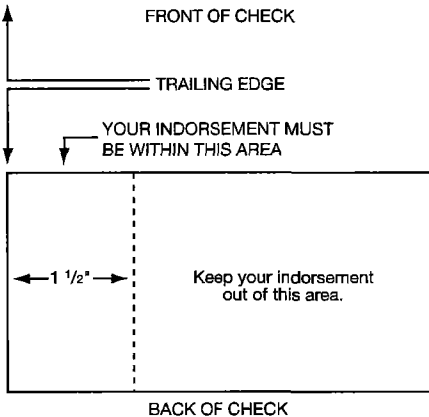 FRONT OF CHECK
TRAILING EDGE
YOUR INDORSEMENT MUST
BE WITHIN THIS AREA
1 1/2"
Keep your indorsement
out of this area.
BACK OF CHECK